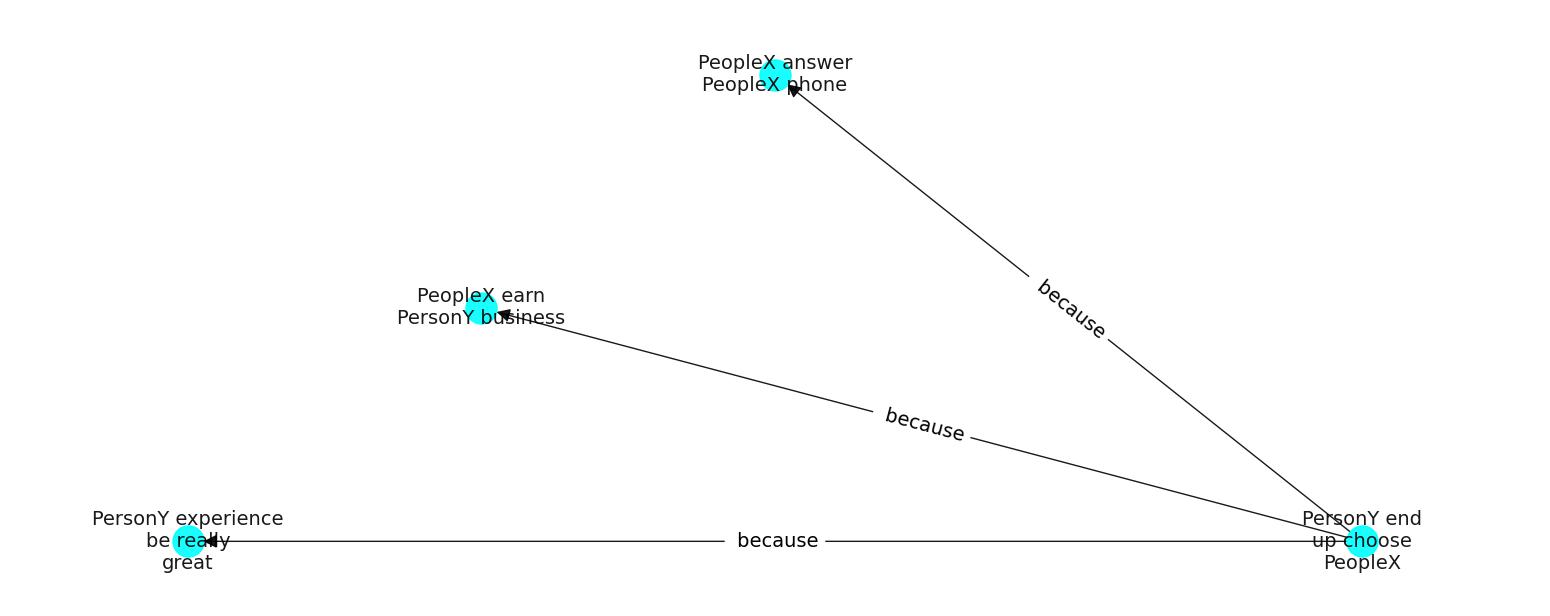 PeopleX answer
PeopleX phone
because
PeopleX earn
PersonY business
because
PersonY experience
be really
great
because
PersonY end
up choose
PeopleX